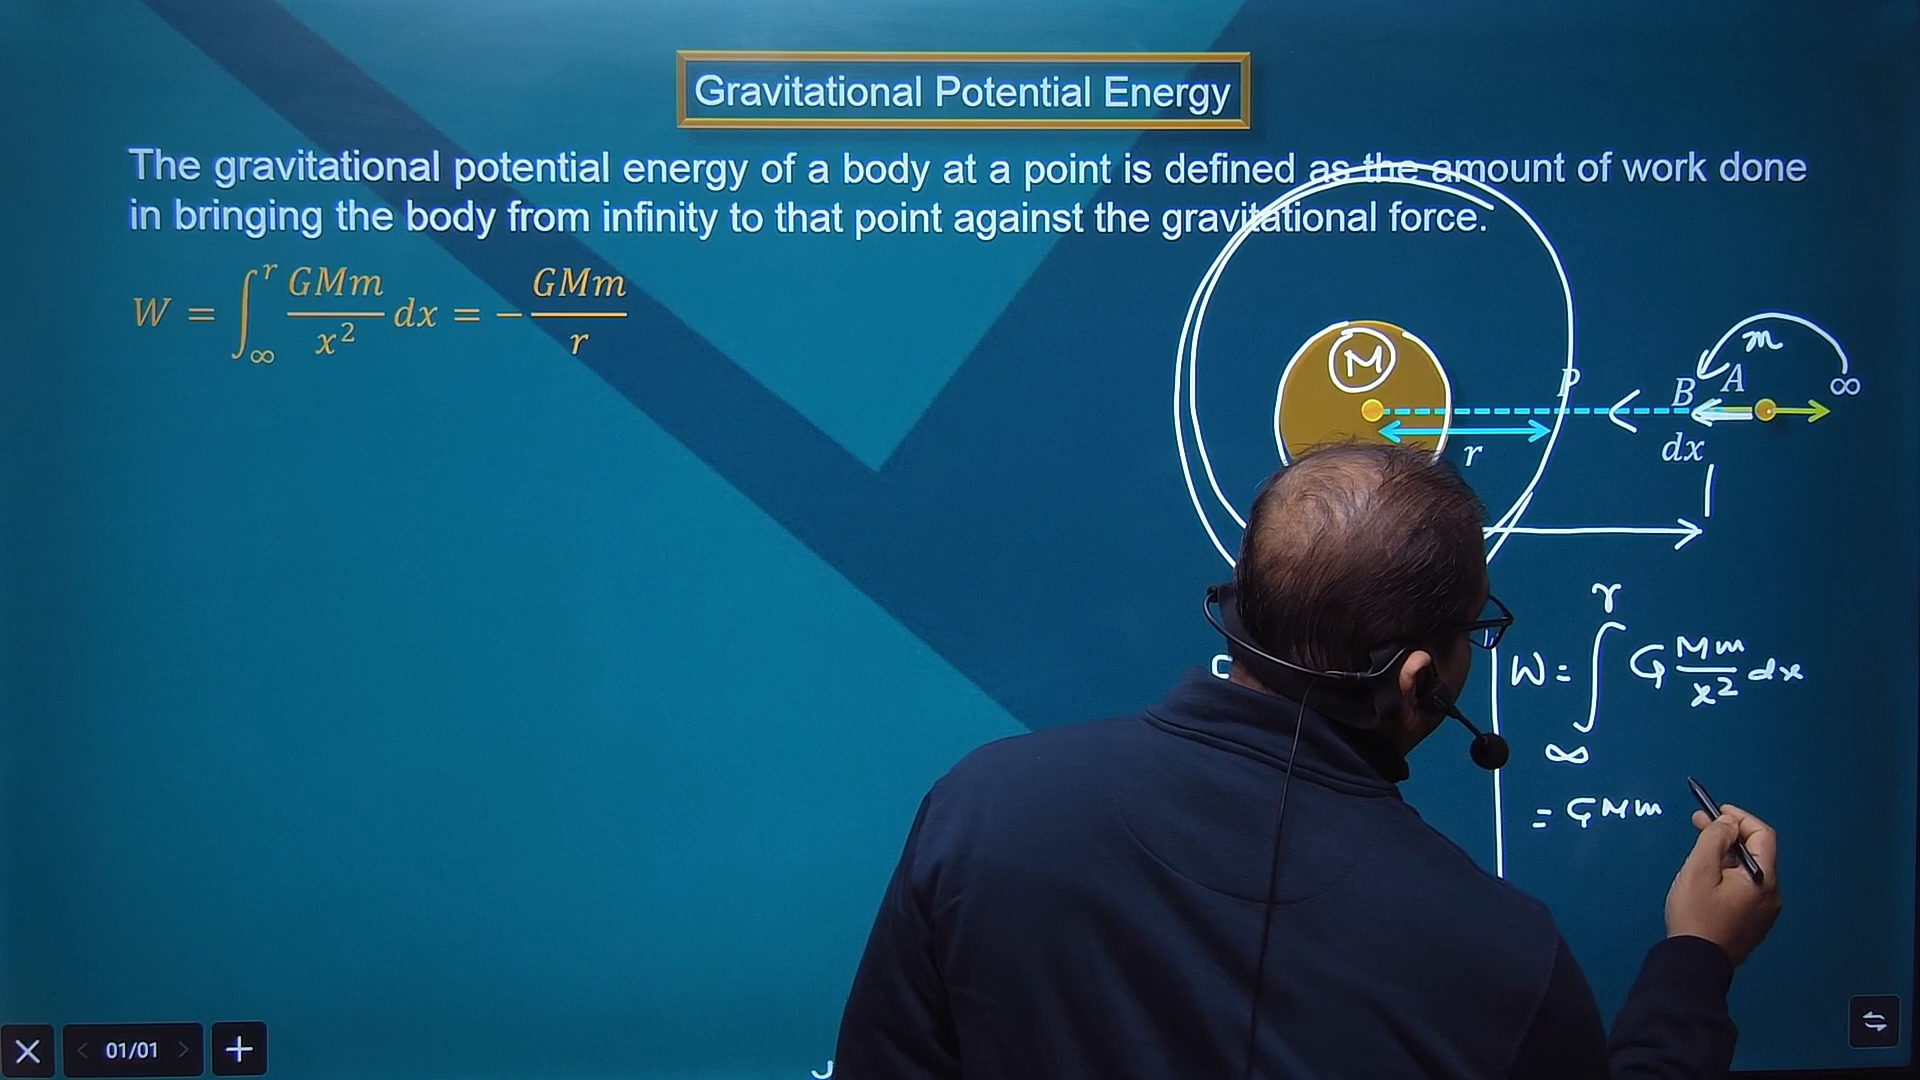 Gravitational Potential Energy
The gravitational potential energy of a body at a point is defined as the amount of work done
in bringing the body from infinity to that point against the gravitational force.
W = ∫_∞^r GMm/x² dx = − GMm/r
M
m
P
B A ∞
r
dx
W = ∫_∞^r G Mm/x² dx
= GMm
01/01